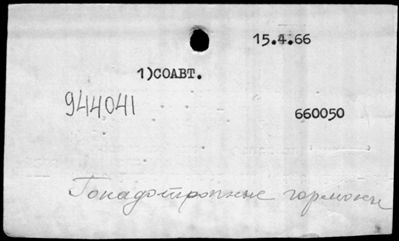 15.4.66
1)СОАВТ.
944041
660050
Гонадотропные гормоны